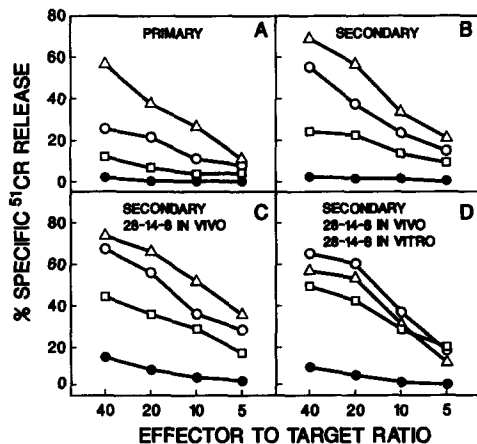 % SPECIFIC ⁵¹CR RELEASE
80
60
40
20
0
PRIMARY
A
SECONDARY
B
80
60
40
20
0
SECONDARY
28-14-8 IN VIVO
C
SECONDARY
28-14-8 IN VIVO
28-14-8 IN VITRO
D
40 20 10 5
40 20 10 5
EFFECTOR TO TARGET RATIO